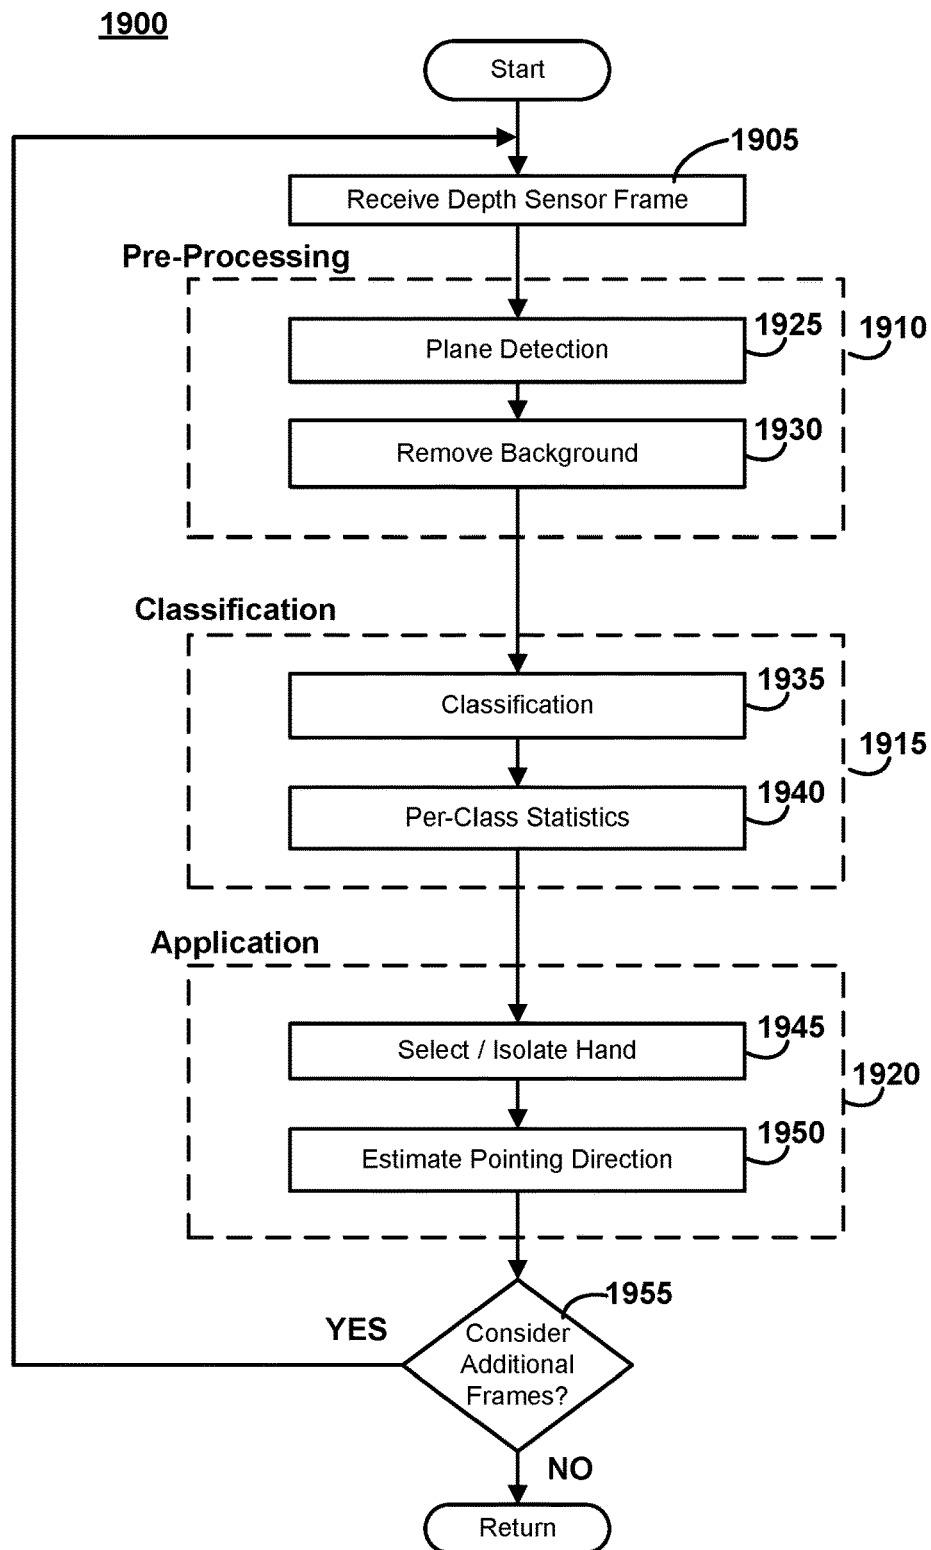 1900
Start
1905
Receive Depth Sensor Frame
Pre-Processing
1925
1910
Plane Detection
1930
Remove Background
Classification
1935
Classification
1915
1940
Per-Class Statistics
Application
1945
Select / Isolate Hand
1920
1950
Estimate Pointing Direction
1955
YES
Consider
Additional
Frames?
NO
Return